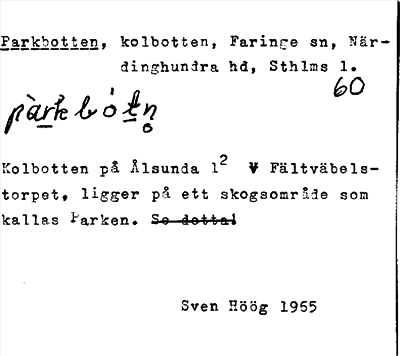 Parkbotten, kolbotten, Faringe sn, När-
dinghundra hd, Sthlms l.
60
Kolbotten på Ålsunda 1² V Fältväbels-
torpet, ligger på ett skogsområde som
kallas Parken. Se detta!
Sven Höög 1955